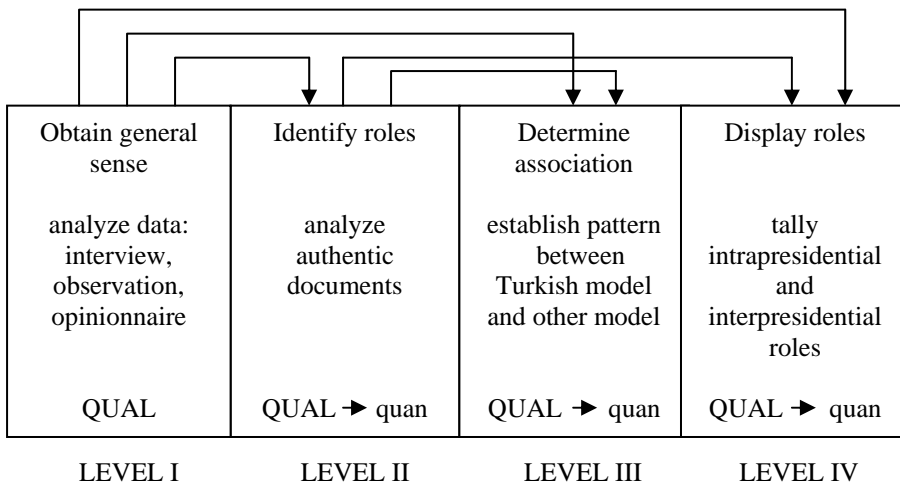 Obtain general
sense
analyze data:
interview,
observation,
opinionnaire
QUAL
Identify roles
analyze
authentic
documents
QUAL → quan
Determine
association
establish pattern
between
Turkish model
and other model
QUAL → quan
Display roles
tally
intrapresidential
and
interpresidential
roles
QUAL → quan
LEVEL I
LEVEL II
LEVEL III
LEVEL IV